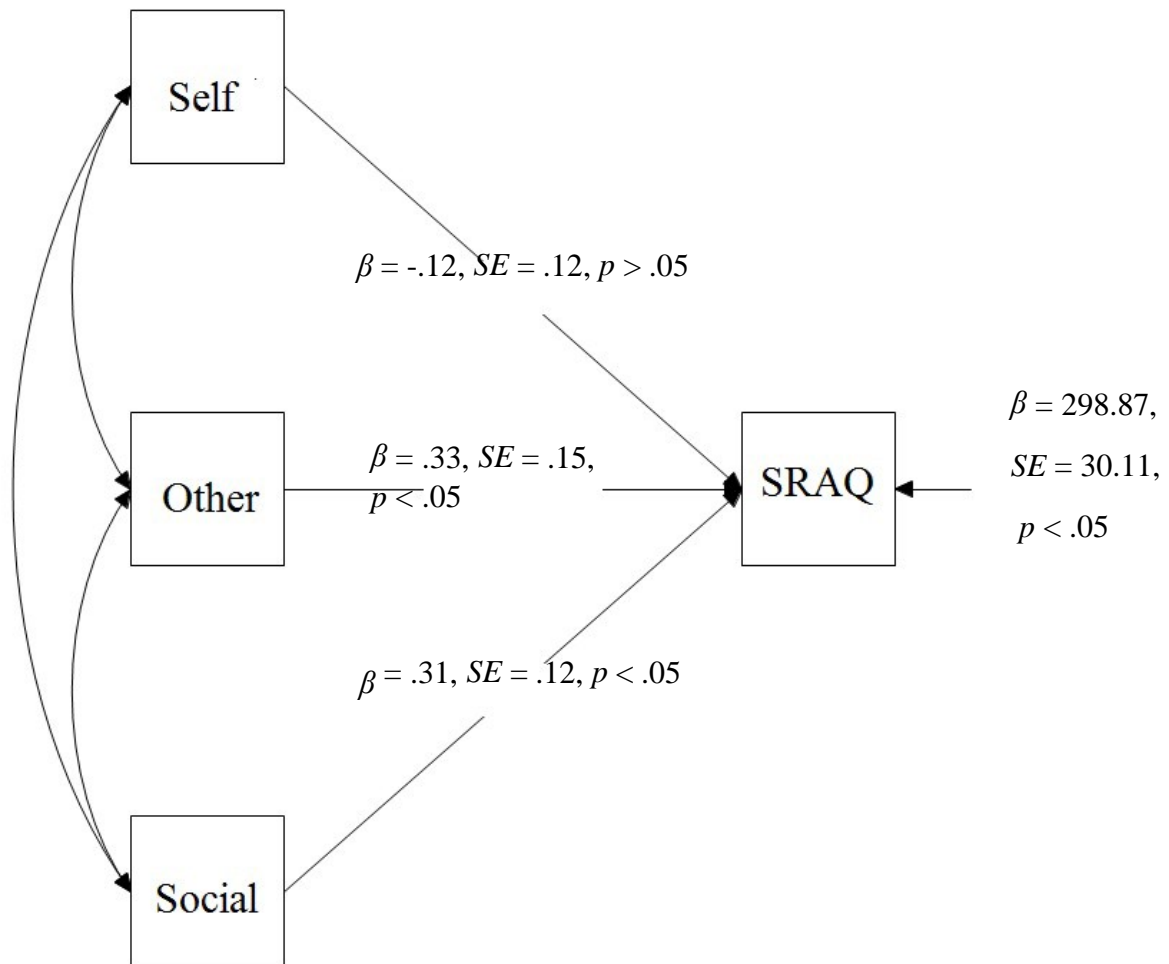 Self
β = -.12, SE = .12, p > .05
Other
β = .33, SE = .15,
p < .05
SRAQ
β = 298.87,
SE = 30.11,
p < .05
β = .31, SE = .12, p < .05
Social